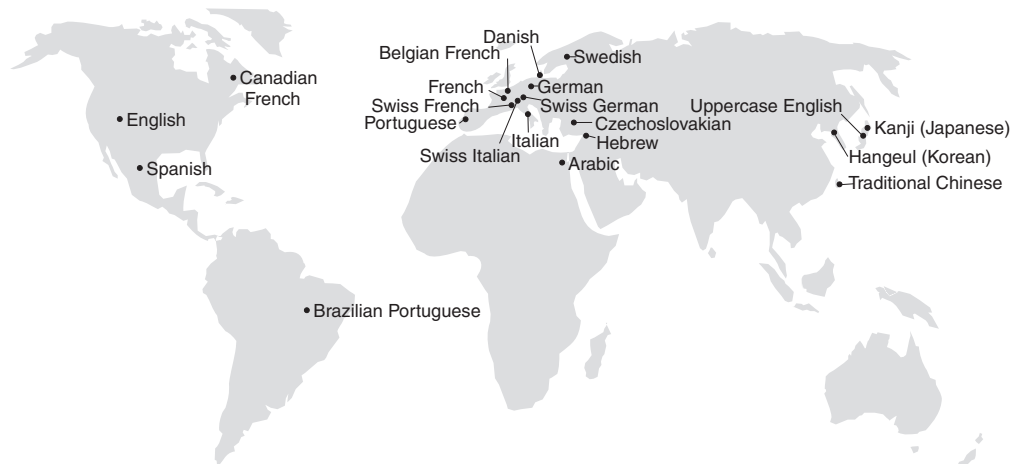 Danish
Belgian French
Swedish
Canadian
French
French
German
Swiss French
Swiss German
Uppercase English
English
Portuguese
Czechoslovakian
Kanji (Japanese)
Italian
Hebrew
Swiss Italian
Hangeul (Korean)
Spanish
Arabic
Traditional Chinese
Brazilian Portuguese